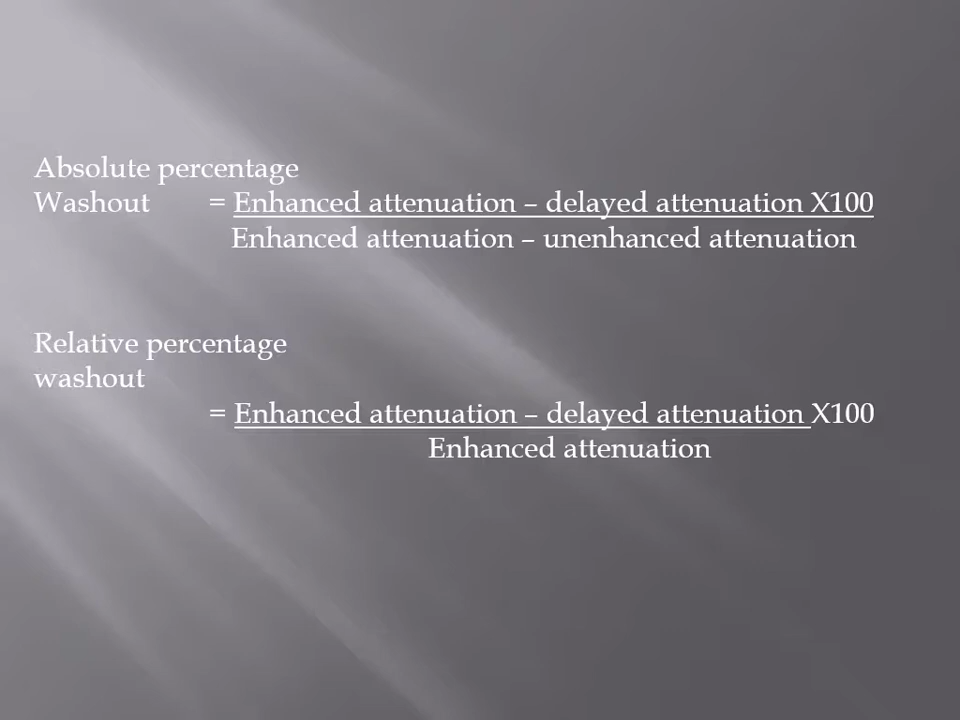 Absolute percentage
Washout = Enhanced attenuation – delayed attenuation X100
Enhanced attenuation – unenhanced attenuation
Relative percentage
washout
= Enhanced attenuation – delayed attenuation X100
Enhanced attenuation